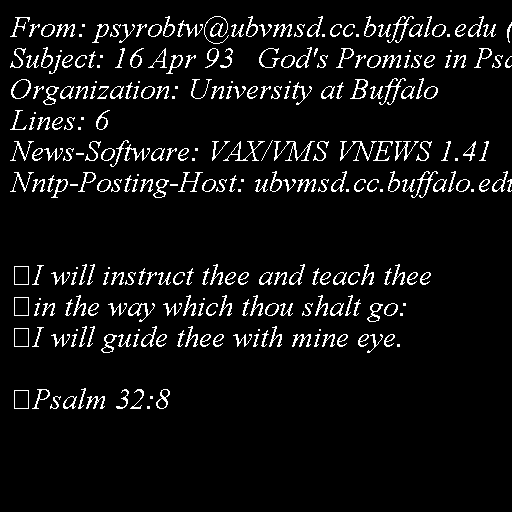 From: psyrobtw@ubvmsd.cc.buffalo.edu (
Subject: 16 Apr 93   God's Promise in Psa
Organization: University at Buffalo
Lines: 6
News-Software: VAX/VMS VNEWS 1.41
Nntp-Posting-Host: ubvmsd.cc.buffalo.edu
I will instruct thee and teach thee
in the way which thou shalt go:
I will guide thee with mine eye.
Psalm 32:8